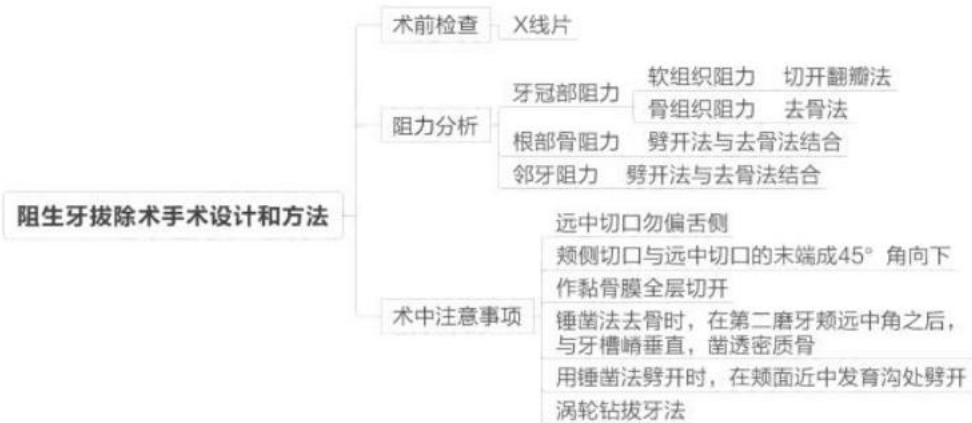 术前检查 X线片
牙冠部阻力 软组织阻力 切开翻瓣法
骨组织阻力 去骨法
阻力分析
根部骨阻力 劈开法与去骨法结合
邻牙阻力 劈开法与去骨法结合
阻生牙拔除术手术设计和方法
远中切口勿偏舌侧
颊侧切口与远中切口的末端成45°角向下
作黏骨膜全层切开
术中注意事项
锤凿法去骨时，在第二磨牙颊远中角之后，
与牙槽嵴垂直，凿透密质骨
用锤凿法劈开时，在颊面近中发育沟处劈开
涡轮钻拔牙法